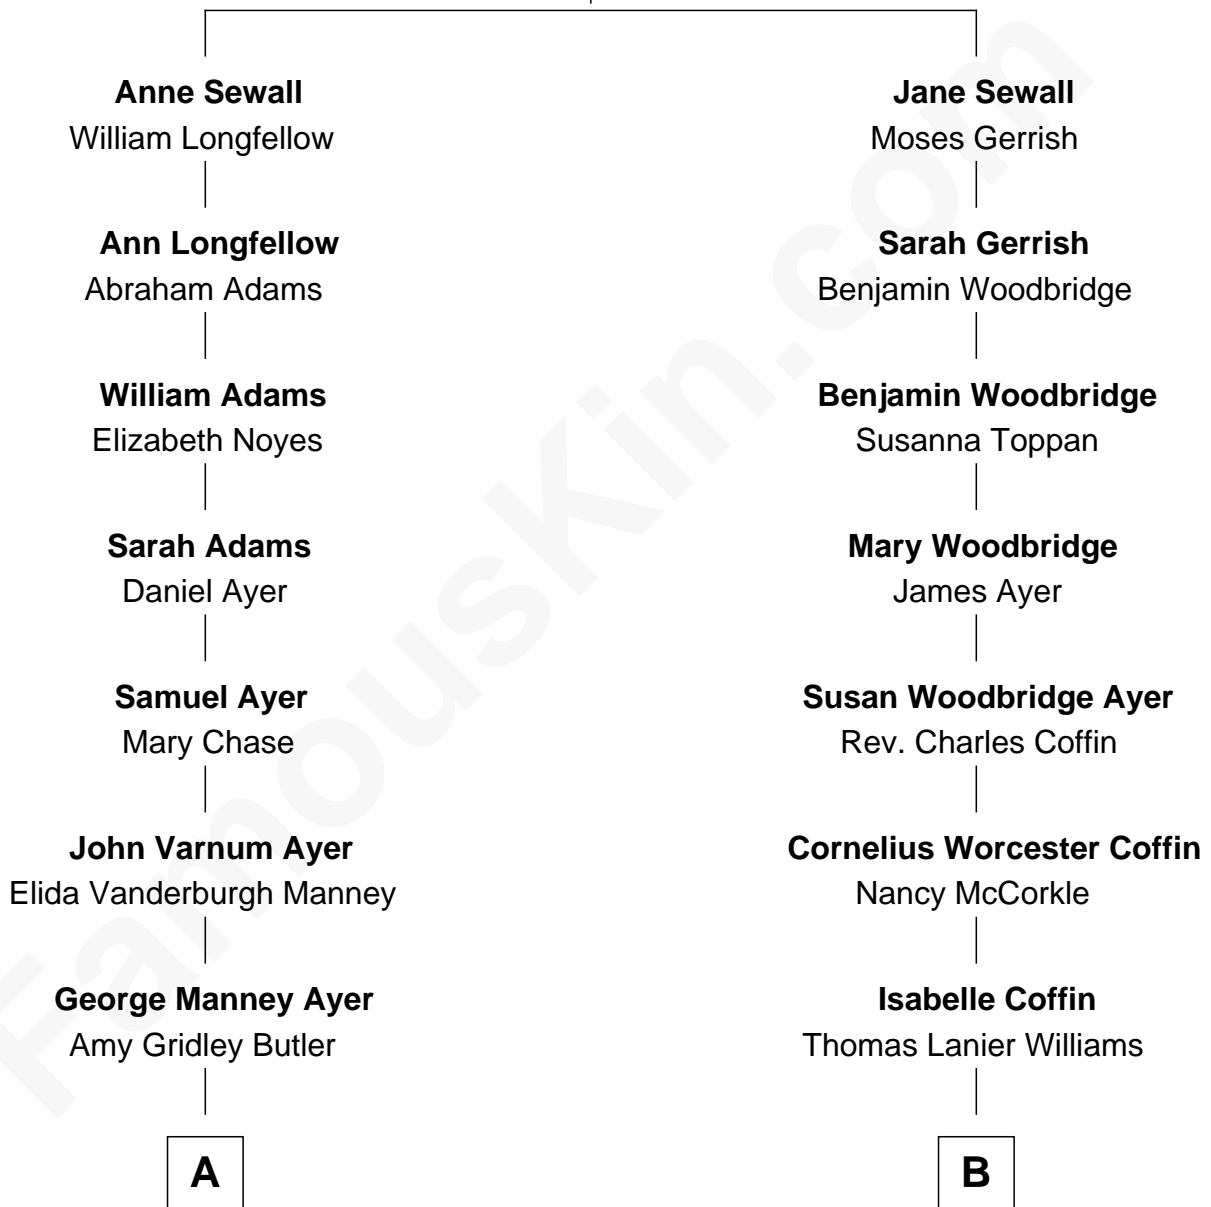 Anne Sewall
William Longfellow
Jane Sewall
Moses Gerrish
Ann Longfellow
Abraham Adams
Sarah Gerrish
Benjamin Woodbridge
William Adams
Elizabeth Noyes
Benjamin Woodbridge
Susanna Toppan
Sarah Adams
Daniel Ayer
Mary Woodbridge
James Ayer
Samuel Ayer
Mary Chase
Susan Woodbridge Ayer
Rev. Charles Coffin
John Varnum Ayer
Elida Vanderburgh Manney
Cornelius Worcester Coffin
Nancy McCorkle
George Manney Ayer
Amy Gridley Butler
Isabelle Coffin
Thomas Lanier Williams
A
B
FamousKin.com